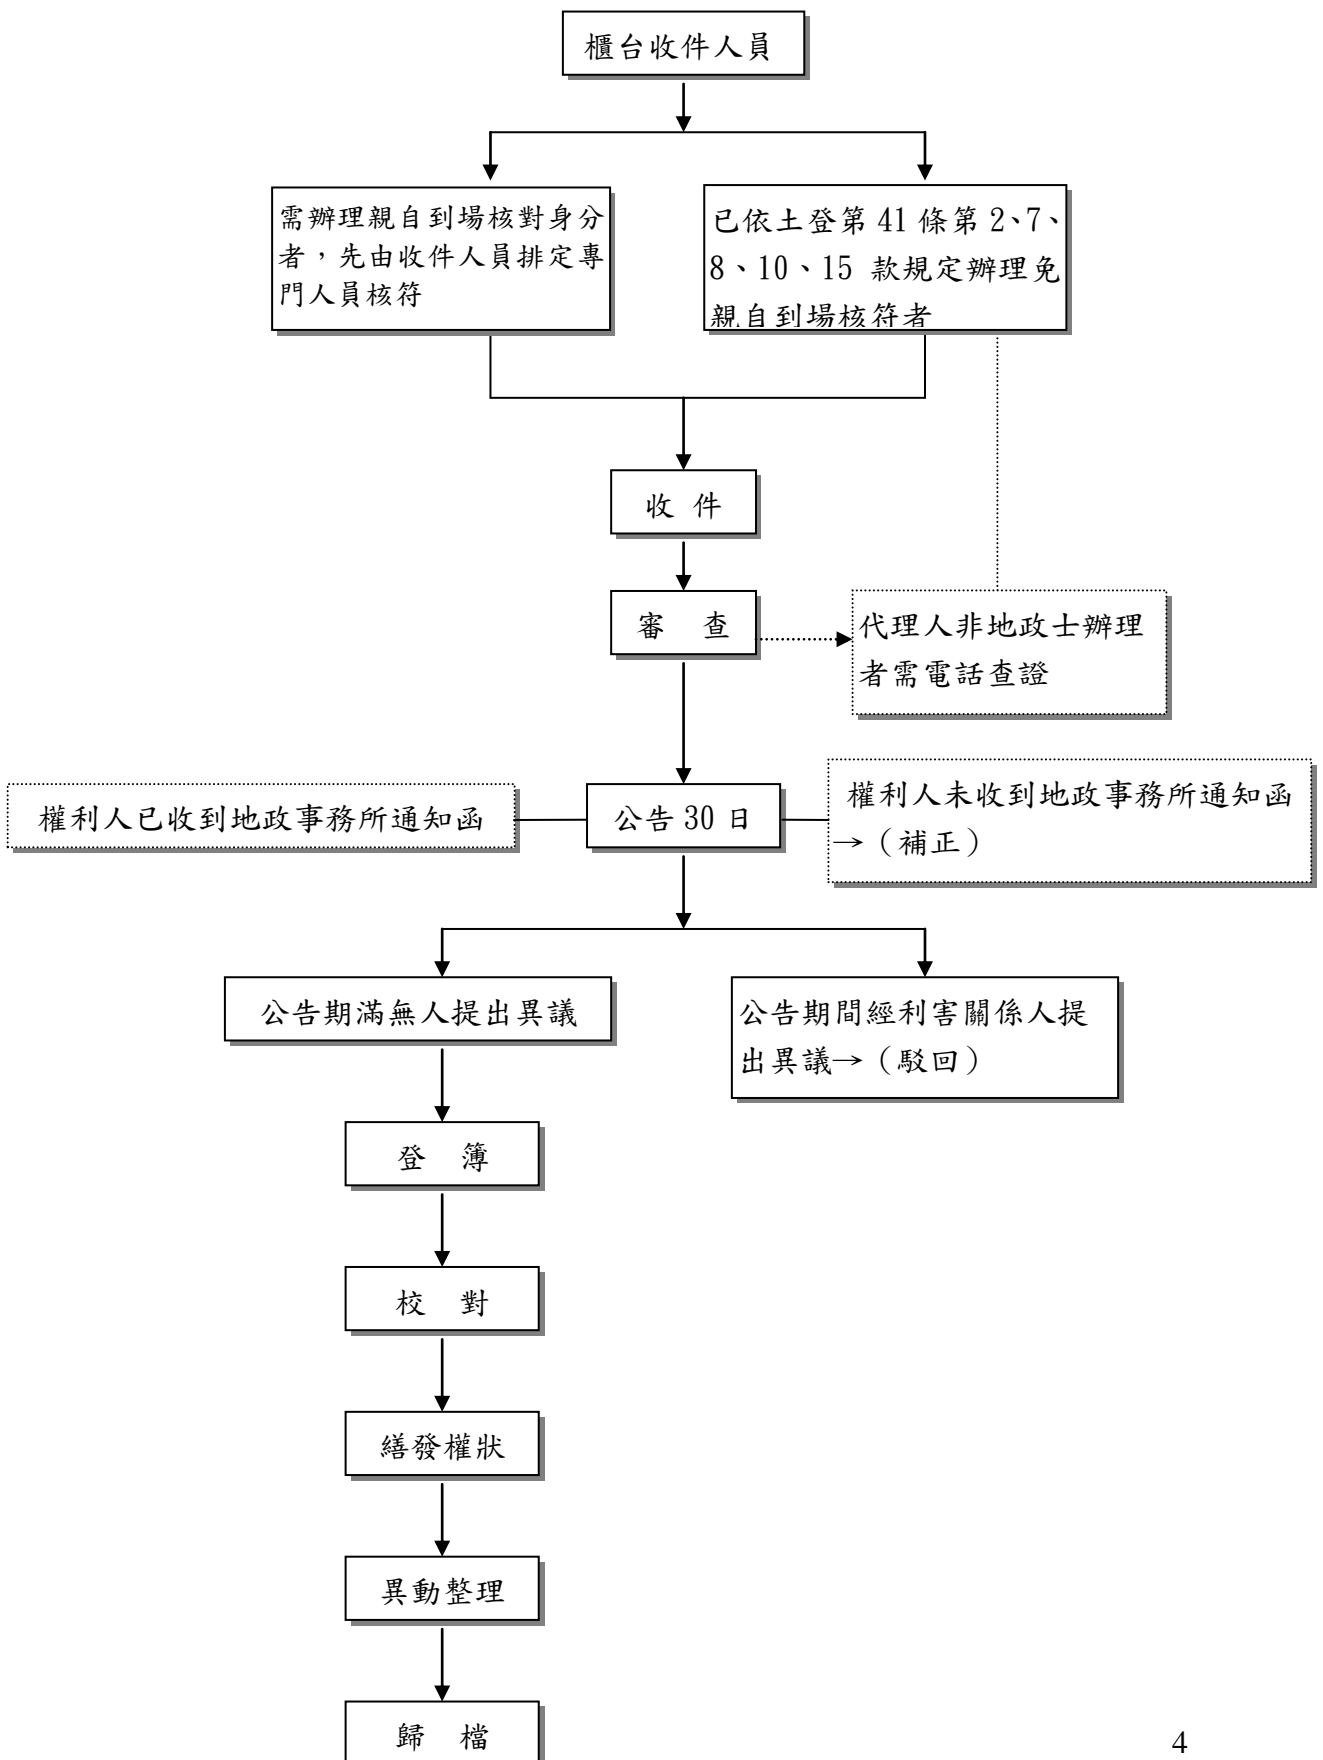 櫃台收件人員
需辦理親自到場核對身分
者，先由收件人員排定專
門人員核符
已依土登第 41 條第 2、7、
8、10、15 款規定辦理免
親自到場核符者
收 件
審 查
代理人非地政士辦理
者需電話查證
權利人已收到地政事務所通知函
公告 30 日
權利人未收到地政事務所通知函
→（補正）
公告期滿無人提出異議
公告期間經利害關係人提
出異議→（駁回）
登 簿
校 對
繕發權狀
異動整理
歸 檔
4